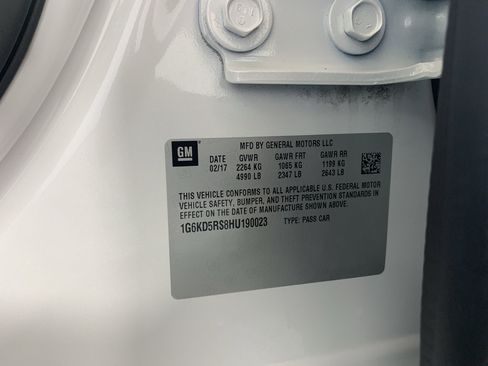 MFD BY GENERAL MOTORS LLC
GM
DATE GVWR GAWR FRT GAWR RR
02/17 2264 KG 1065 KG 1199 KG
4990 LB 2347 LB 2643 LB
THIS VEHICLE CONFORMS TO ALL APPLICABLE U.S. FEDERAL MOTOR
VEHICLE SAFETY, BUMPER, AND THEFT PREVENTION STANDARDS
IN EFFECT ON THE DATE OF MANUFACTURE SHOWN ABOVE.
1G6KD5RS8HU190023 TYPE: PASS CAR